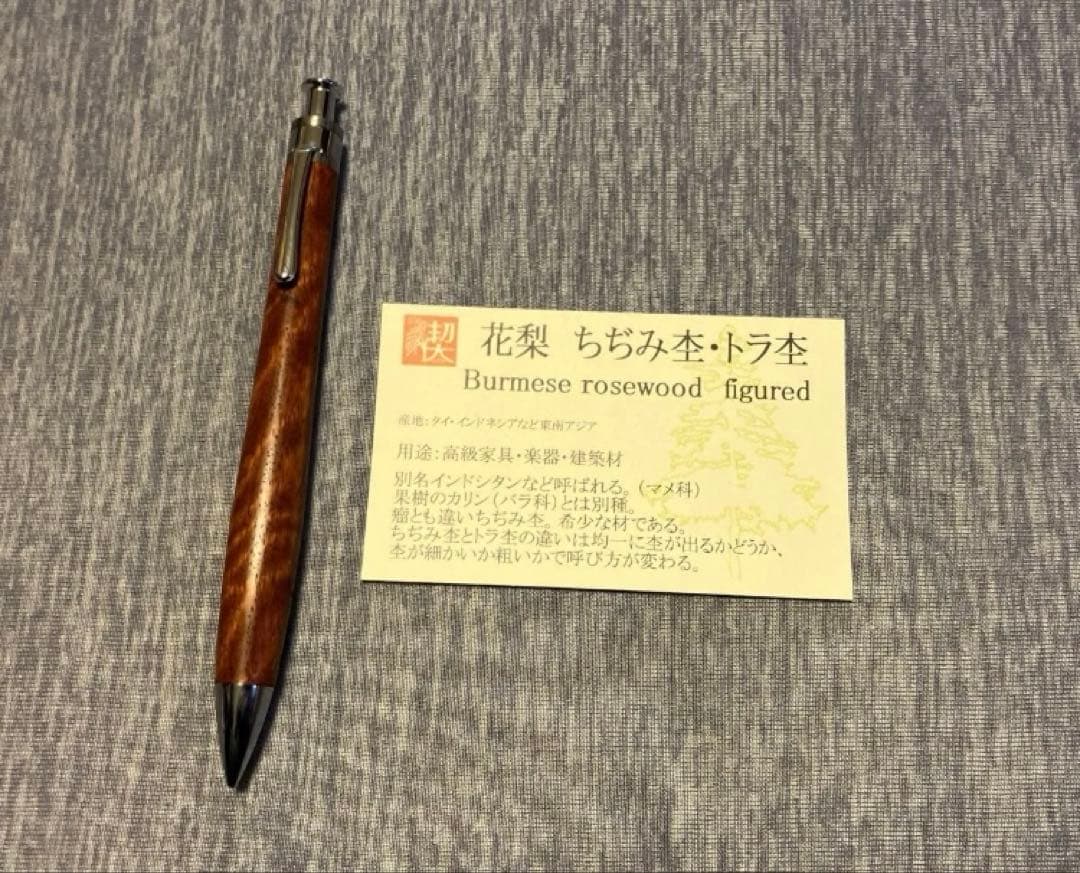 契
花梨 ちぢみ杢・トラ杢
Burmese rosewood figured
産地：タイ・インドネシアなど東南アジア
用途：高級家具・楽器・建築材
別名インドシタンなど呼ばれる。（マメ科）
果樹のカリン（バラ科）とは別種。
瘤とも違いちぢみ杢。希少な材である。
ちぢみ杢とトラ杢の違いは均一に杢が出るかどうか、
杢が細かいか粗いかで呼び方が変わる。